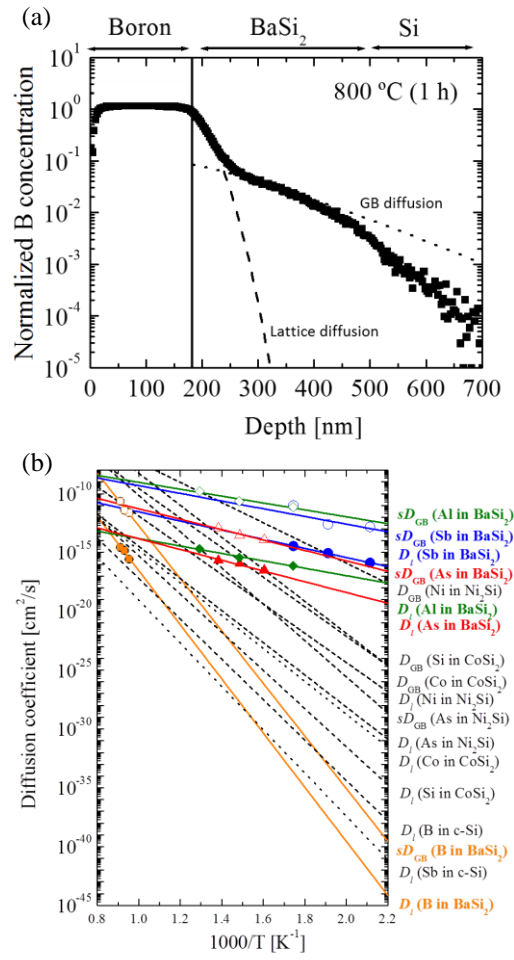 (a)
Boron BaSi₂ Si
10¹
10⁰
10⁻¹
10⁻²
10⁻³
10⁻⁴
10⁻⁵
Normalized B concentration
800 ºC (1 h)
GB diffusion
Lattice diffusion
0 100 200 300 400 500 600 700
Depth [nm]
(b)
10⁻¹⁰
10⁻¹⁵
10⁻²⁰
10⁻²⁵
10⁻³⁰
10⁻³⁵
10⁻⁴⁰
10⁻⁴⁵
Diffusion coefficient [cm²/s]
0.8 1.0 1.2 1.4 1.6 1.8 2.0 2.2
1000/T [K⁻¹]
sD_GB (Al in BaSi₂)
sD_GB (Sb in BaSi₂)
D_l (Sb in BaSi₂)
sD_GB (As in BaSi₂)
D_GB (Ni in Ni₂Si)
D_l (Al in BaSi₂)
D_l (As in BaSi₂)
D_GB (Si in CoSi₂)
D_GB (Co in CoSi₂)
D_l (Ni in Ni₂Si)
sD_GB (As in Ni₂Si)
D_l (As in Ni₂Si)
D_l (Co in CoSi₂)
D_l (Si in CoSi₂)
D_l (B in c-Si)
sD_GB (B in BaSi₂)
D_l (Sb in c-Si)
D_l (B in BaSi₂)